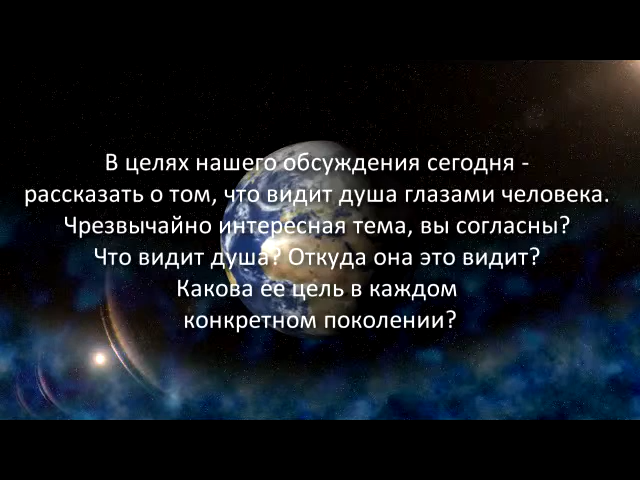 В целях нашего обсуждения сегодня -
рассказать о том, что видит душа глазами человека.
Чрезвычайно интересная тема, вы согласны?
Что видит душа? Откуда она это видит?
Какова ее цель в каждом
конкретном поколении?